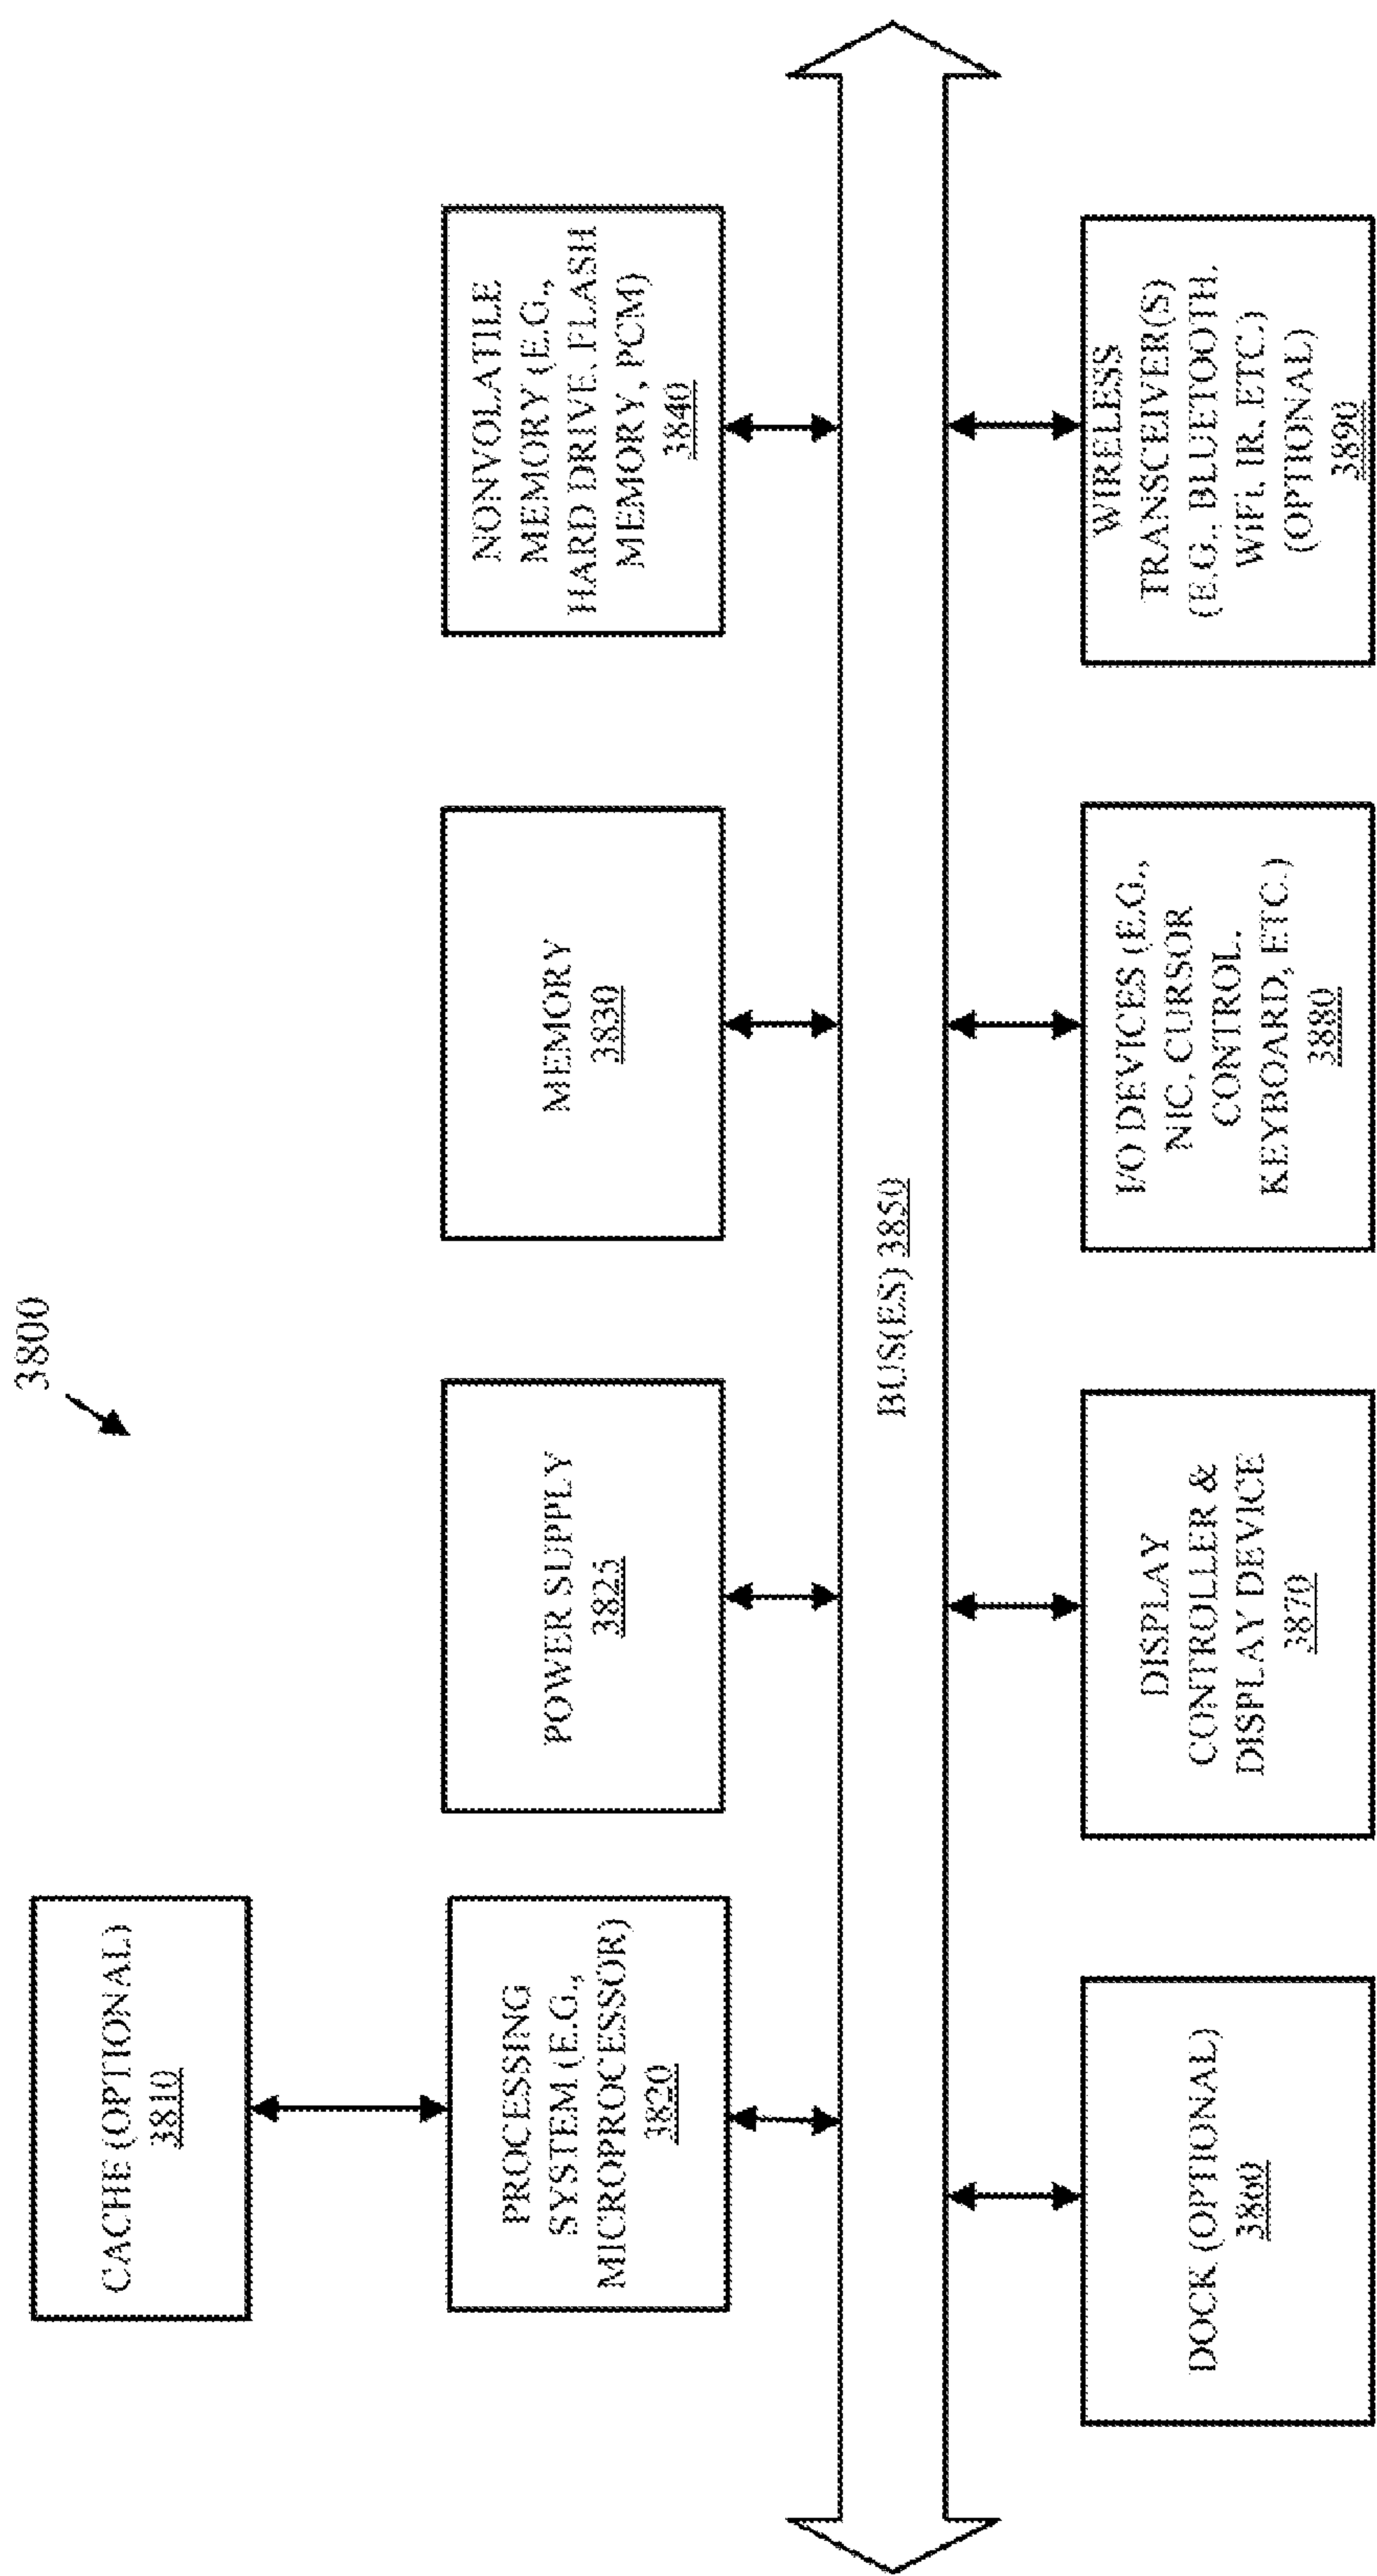 3800
CACHE (OPTIONAL)
3810
PROCESSING
SYSTEM (E.G.,
MICROPROCESSOR)
3820
POWER SUPPLY
3825
MEMORY
3830
NONVOLATILE
MEMORY (E.G.,
HARD DRIVE, FLASH
MEMORY, PCM)
3840
BUS(ES) 3850
DOCK (OPTIONAL)
3860
DISPLAY
CONTROLLER &
DISPLAY DEVICE
3870
I/O DEVICES (E.G.,
NIC, CURSOR
CONTROL,
KEYBOARD, ETC.)
3880
WIRELESS
TRANSCEIVER(S)
(E.G., BLUETOOTH,
WiFi, IR, ETC.)
(OPTIONAL)
3890